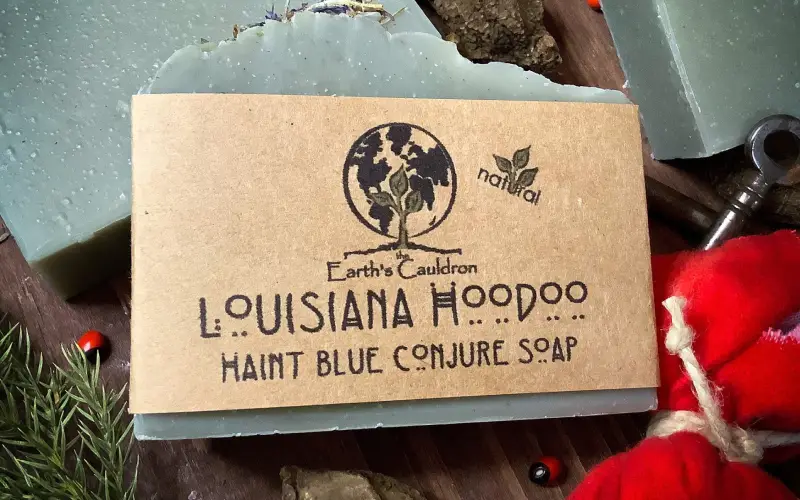 natural
the
Earth's Cauldron
LOUISIANA HOODOO
HAINT BLUE CONJURE SOAP